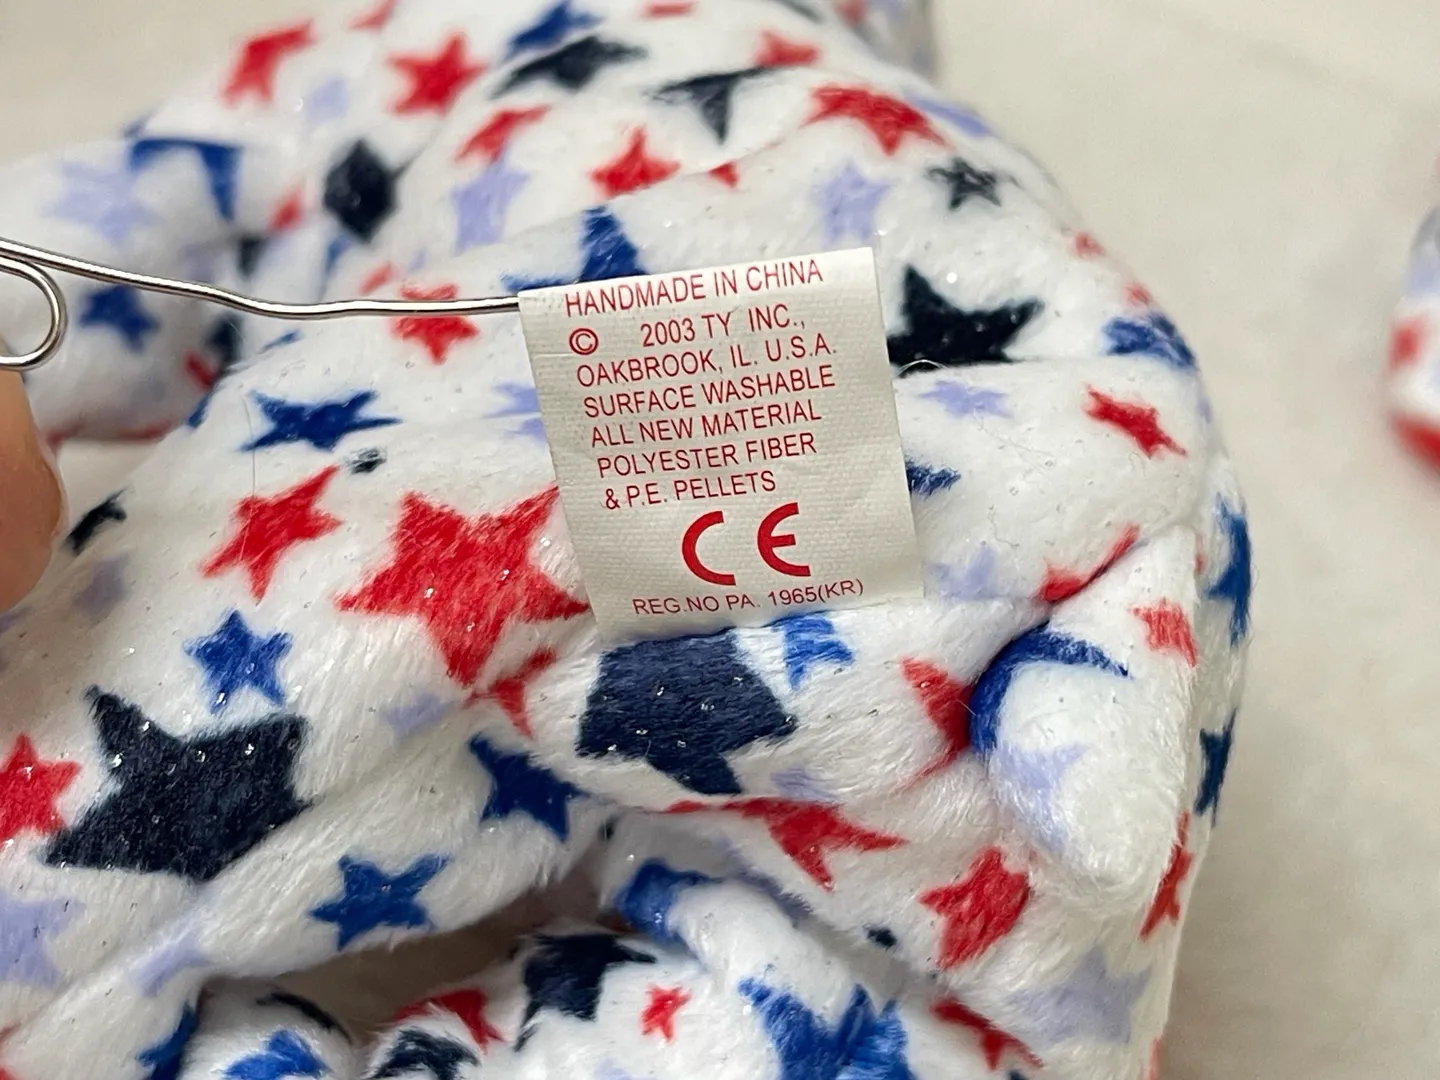 HANDMADE IN CHINA
© 2003 TY INC.,
OAKBROOK, IL. U.S.A.
SURFACE WASHABLE
ALL NEW MATERIAL
POLYESTER FIBER
& P.E. PELLETS
CE
REG.NO PA. 1965(KR)